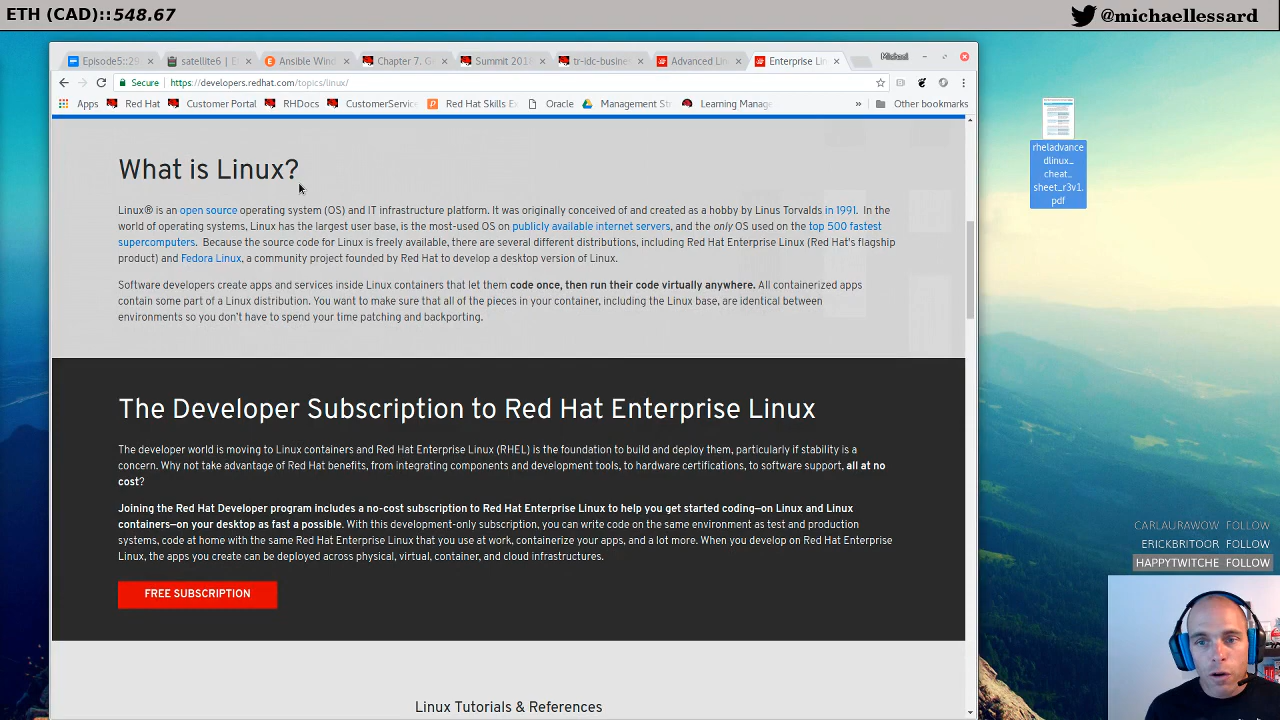 ETH (CAD)::548.67
@michaellessard
Episode5::29
satellite6 | E
Ansible Wind
Chapter 7. G
Summit 201
tr-idc-busine
Advanced Lin
Enterprise Lin
Michael
Secure
https://developers.redhat.com/topics/linux/
Apps
Red Hat
Customer Portal
RHDocs
CustomerService
Red Hat Skills Ex
Oracle
Management St
Learning Manage
»
Other bookmarks
rheladvance
dlinux_
cheat_
sheet_r3v1.
pdf
What is Linux?
Linux® is an open source operating system (OS) and IT infrastructure platform. It was originally conceived of and created as a hobby by Linus Torvalds in 1991. In the
world of operating systems, Linux has the largest user base, is the most-used OS on publicly available internet servers, and the only OS used on the top 500 fastest
supercomputers. Because the source code for Linux is freely available, there are several different distributions, including Red Hat Enterprise Linux (Red Hat's flagship
product) and Fedora Linux, a community project founded by Red Hat to develop a desktop version of Linux.
Software developers create apps and services inside Linux containers that let them code once, then run their code virtually anywhere. All containerized apps
contain some part of a Linux distribution. You want to make sure that all of the pieces in your container, including the Linux base, are identical between
environments so you don't have to spend your time patching and backporting.
The Developer Subscription to Red Hat Enterprise Linux
The developer world is moving to Linux containers and Red Hat Enterprise Linux (RHEL) is the foundation to build and deploy them, particularly if stability is a
concern. Why not take advantage of Red Hat benefits, from integrating components and development tools, to hardware certifications, to software support, all at no
cost?
Joining the Red Hat Developer program includes a no-cost subscription to Red Hat Enterprise Linux to help you get started coding—on Linux and Linux
containers—on your desktop as fast a possible. With this development-only subscription, you can write code on the same environment as test and production
systems, code at home with the same Red Hat Enterprise Linux that you use at work, containerize your apps, and a lot more. When you develop on Red Hat Enterprise
Linux, the apps you create can be deployed across physical, virtual, container, and cloud infrastructures.
FREE SUBSCRIPTION
Linux Tutorials & References
CARLAURAWOW FOLLOW
ERICKBRITOOR FOLLOW
HAPPYTWITCHE FOLLOW